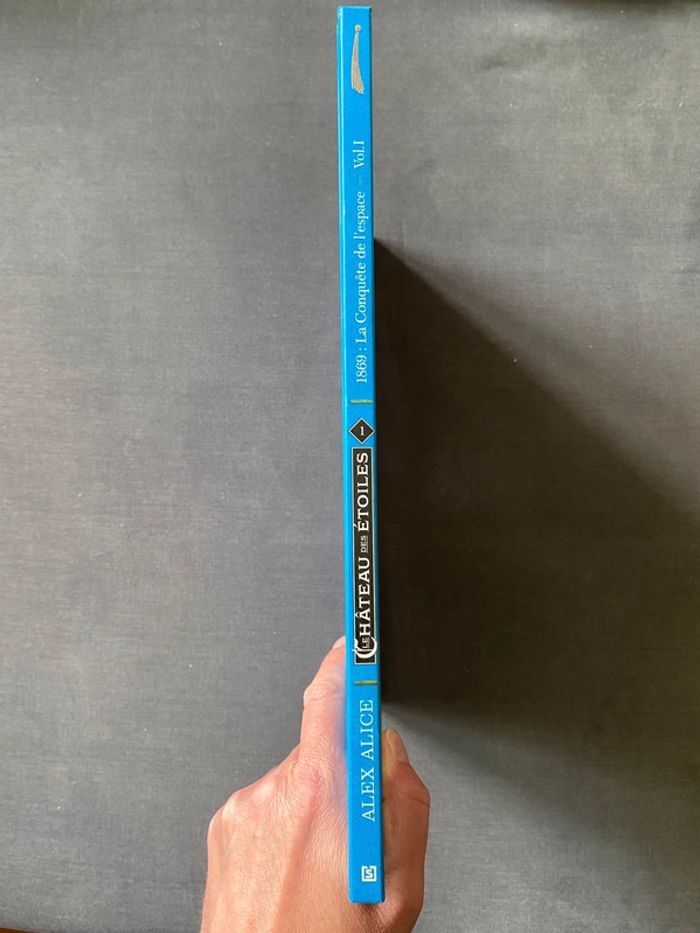 ALEX ALICE
LE CHÂTEAU DES ÉTOILES
1
1869 : La Conquête de l'espace – Vol.I
S